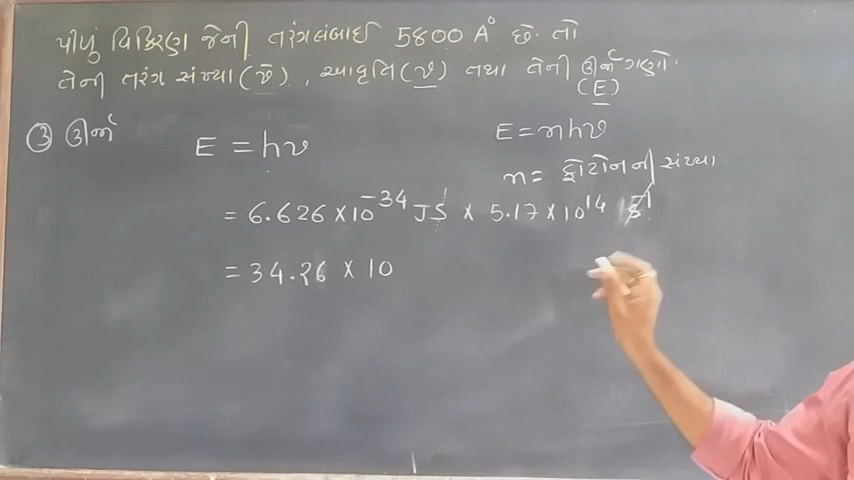 પીળું વિકિરણ જેની તરંગલંબાઈ 5800 A° છે. તો
તેની તરંગ સંખ્યા (ν̅), આવૃત્તિ (ν) તથા તેની ઊર્જા ગણો.
(E)
③ ઊર્જા
E = hν
E = nhν
n = ફોટોનની સંખ્યા
= 6.626 × 10⁻³⁴ JS × 5.17 × 10¹⁴ S⁻¹
= 34.26 × 10